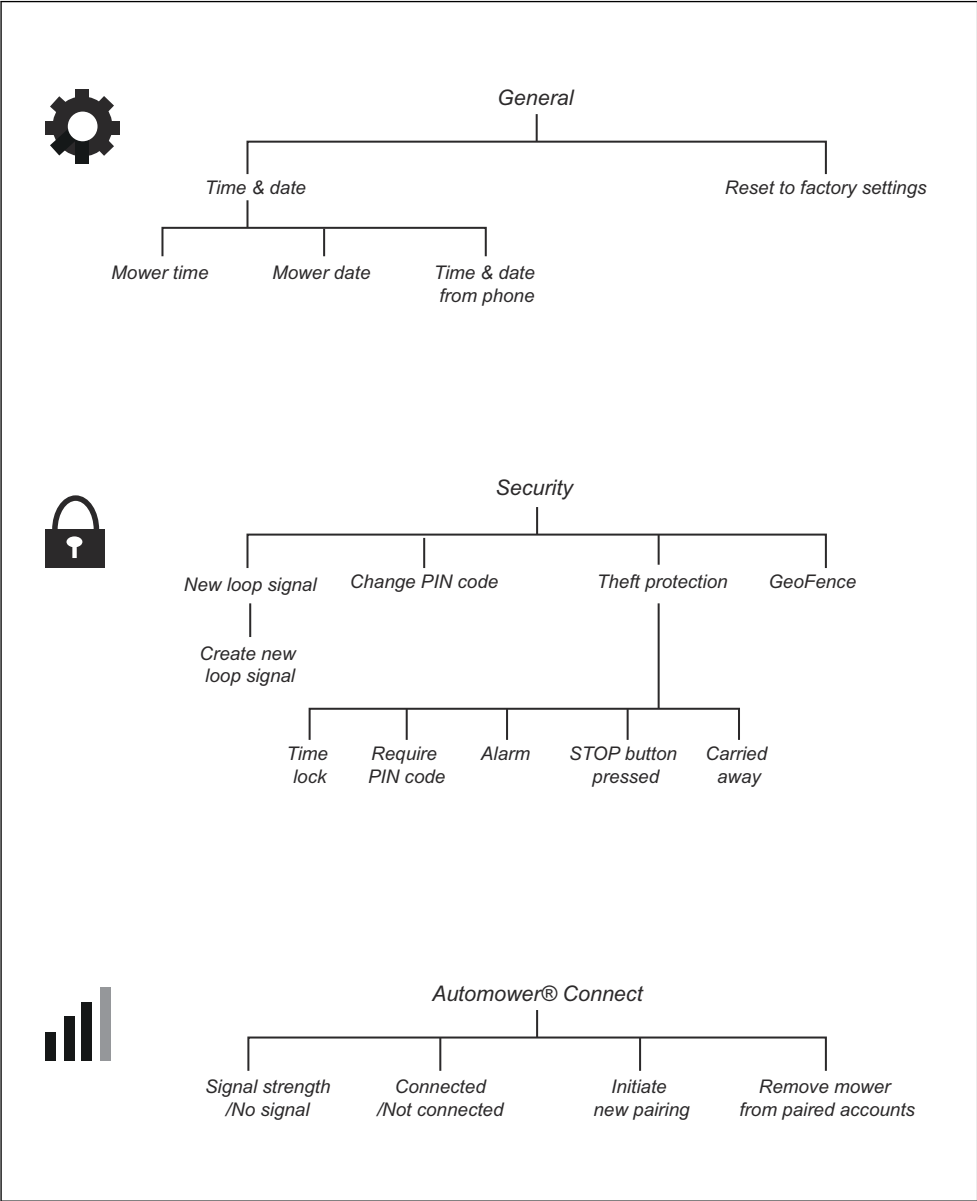 General
Time & date
Reset to factory settings
Mower time
Mower date
Time & date
from phone
Security
New loop signal
Change PIN code
Theft protection
GeoFence
Create new
loop signal
Time
lock
Require
PIN code
Alarm
STOP button
pressed
Carried
away
Automower® Connect
Signal strength
/No signal
Connected
/Not connected
Initiate
new pairing
Remove mower
from paired accounts